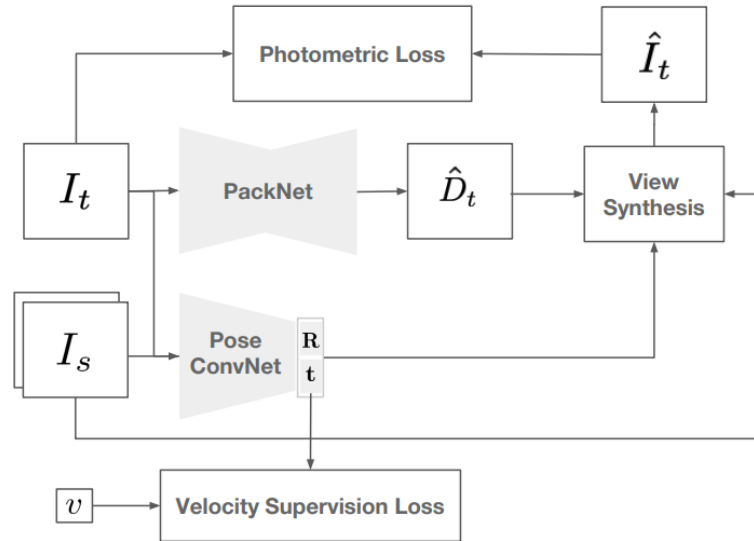 Photometric Loss
Î_t
I_t
PackNet
D̂_t
View
Synthesis
I_s
Pose
ConvNet
R
t
v
Velocity Supervision Loss